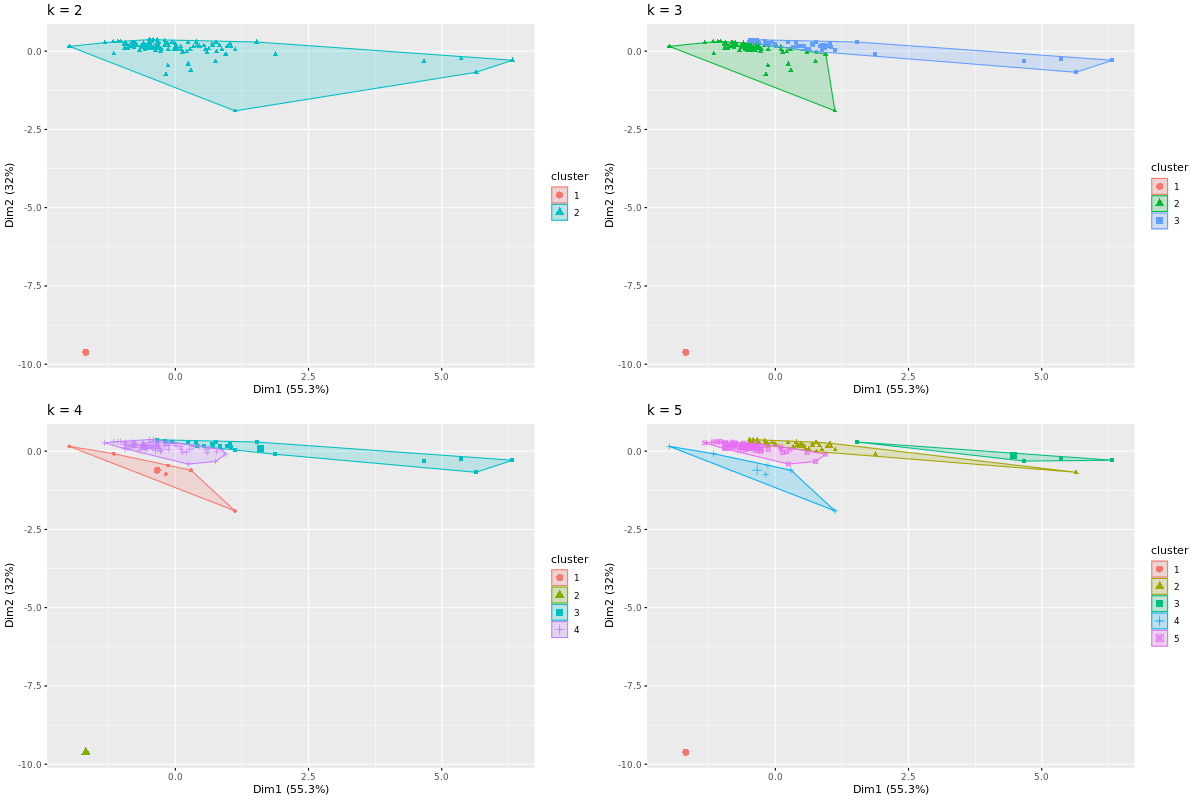 k = 2
0.0
-2.5
-5.0
-7.5
-10.0
0.0 2.5 5.0
Dim1 (55.3%)
Dim2 (32%)
cluster
1
2
k = 3
0.0
-2.5
-5.0
-7.5
-10.0
0.0 2.5 5.0
Dim1 (55.3%)
Dim2 (32%)
cluster
1
2
3
k = 4
0.0
-2.5
-5.0
-7.5
-10.0
0.0 2.5 5.0
Dim1 (55.3%)
Dim2 (32%)
cluster
1
2
3
4
k = 5
0.0
-2.5
-5.0
-7.5
-10.0
0.0 2.5 5.0
Dim1 (55.3%)
Dim2 (32%)
cluster
1
2
3
4
5